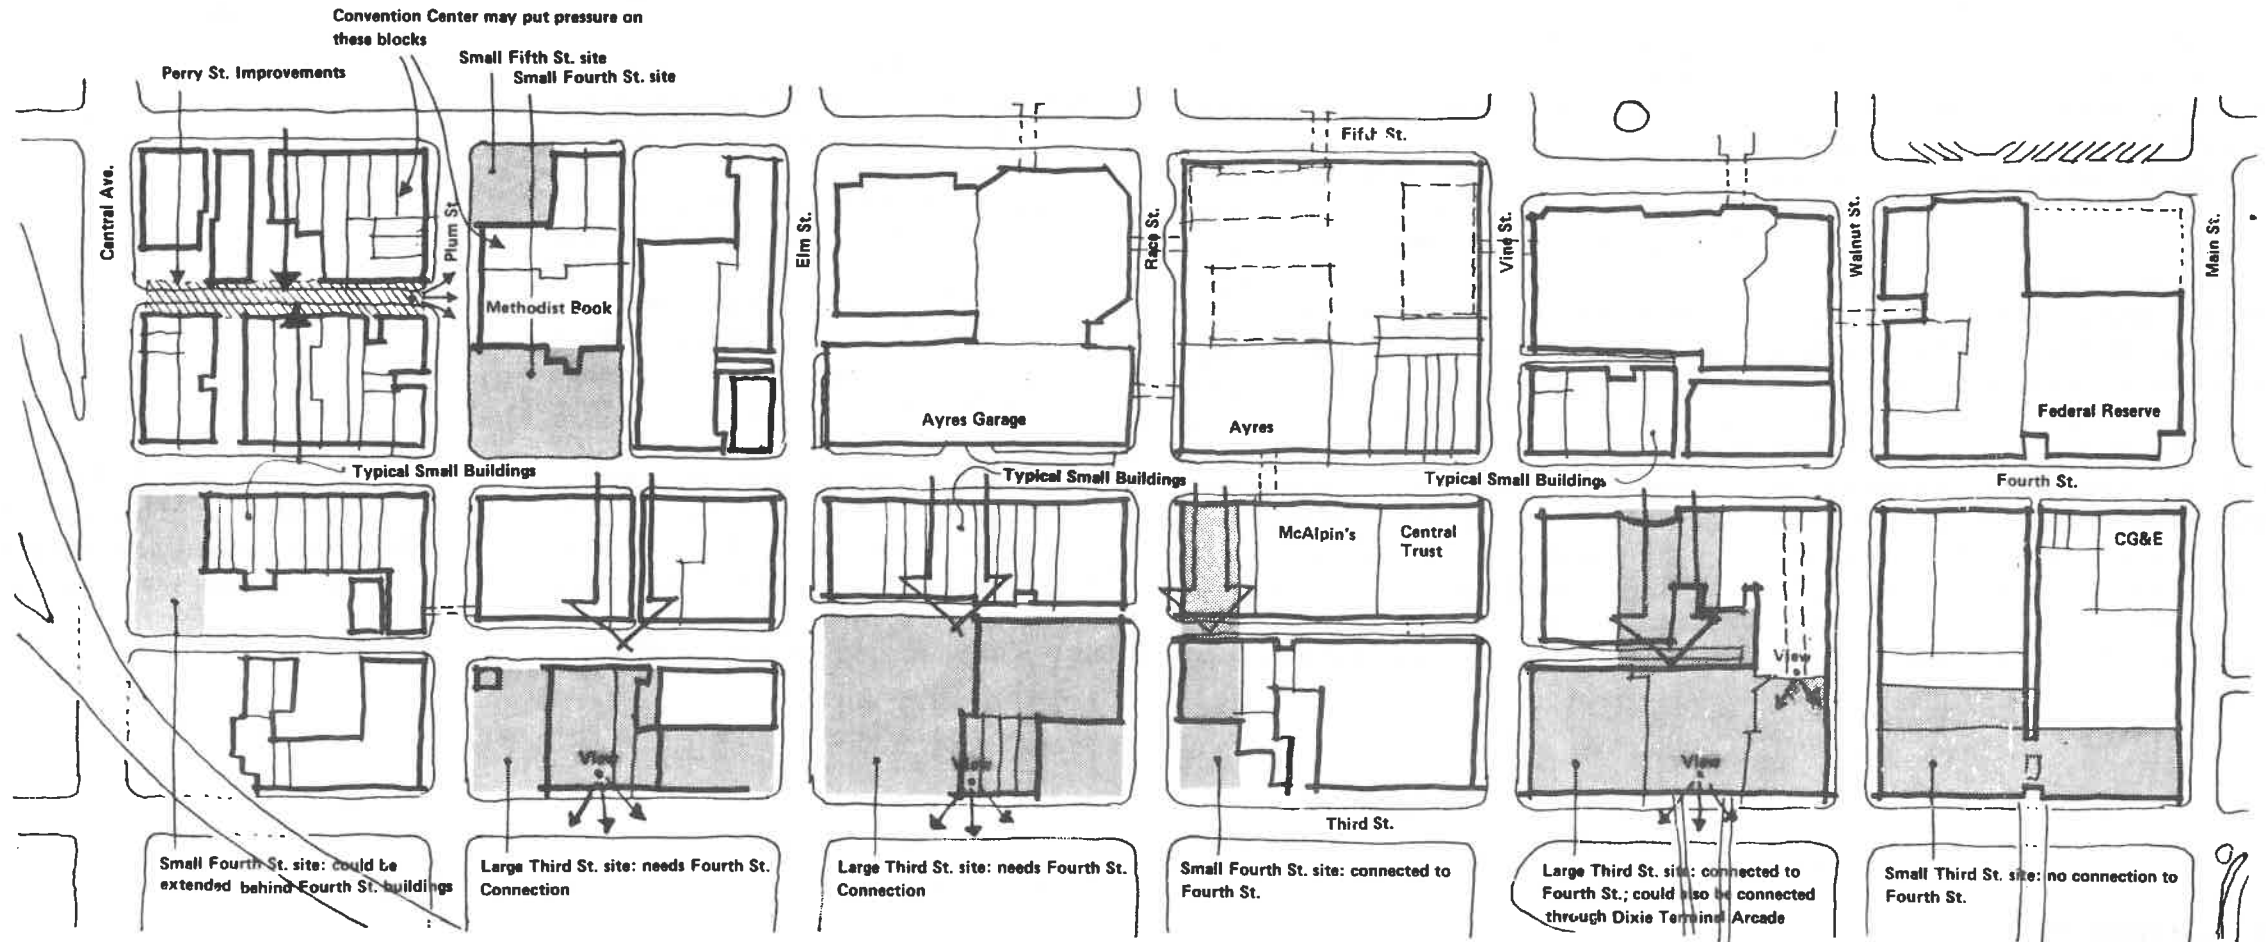 Convention Center may put pressure on
these blocks
Small Fifth St. site
Small Fourth St. site
Perry St. Improvements
Fifth St.
Central Ave.
Plum St
Elm St.
Race St.
Vine St.
Walnut St.
Main St.
Methodist Book
Ayres Garage
Ayres
Federal Reserve
Typical Small Buildings
Typical Small Buildings
Typical Small Buildings
Fourth St.
McAlpin's
Central
Trust
CG&E
View
View
View
View
Third St.
Small Fourth St. site: could be
extended behind Fourth St. buildings
Large Third St. site: needs Fourth St.
Connection
Large Third St. site: needs Fourth St.
Connection
Small Fourth St. site: connected to
Fourth St.
Large Third St. site: connected to
Fourth St.; could also be connected
through Dixie Terminal Arcade
Small Third St. site: no connection to
Fourth St.